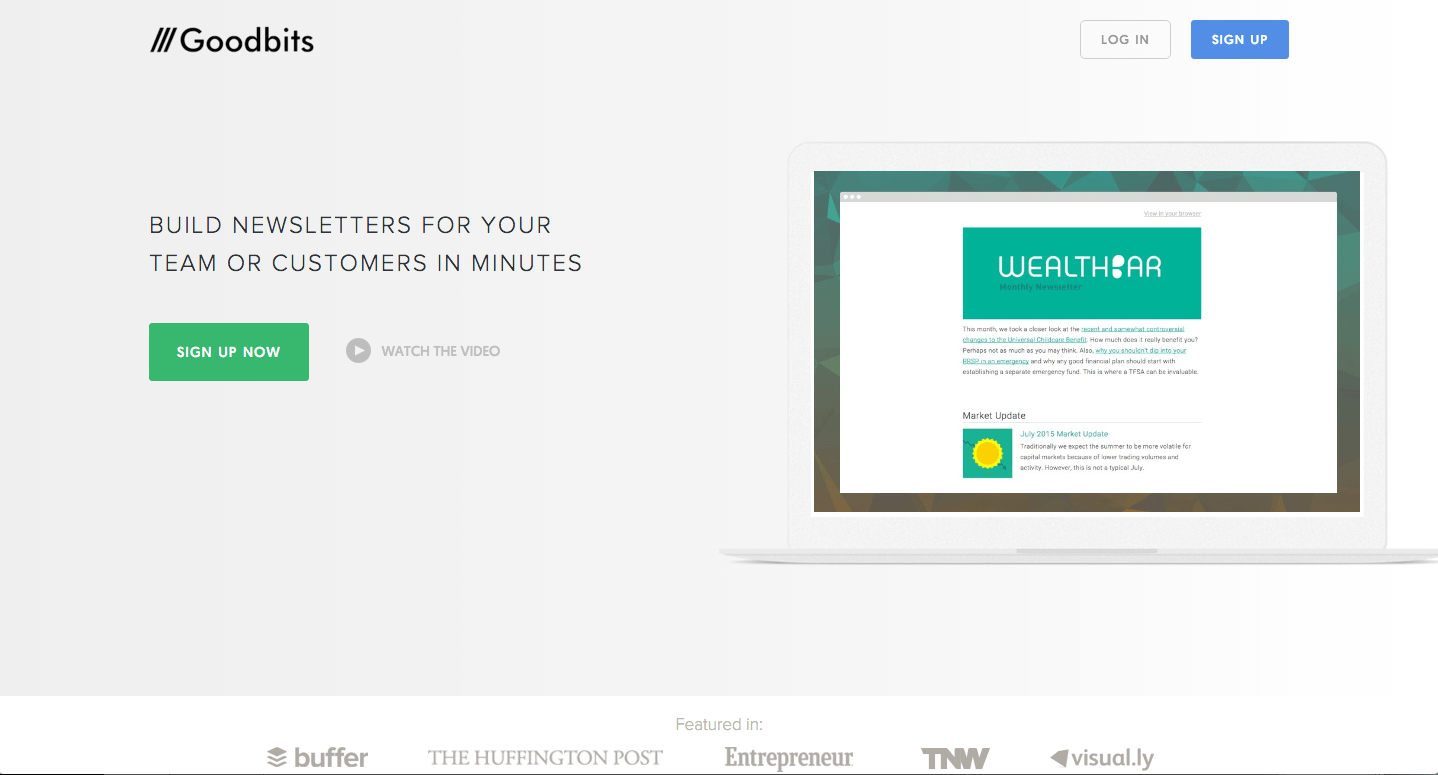 ///Goodbits
LOG IN
SIGN UP
BUILD NEWSLETTERS FOR YOUR
TEAM OR CUSTOMERS IN MINUTES
SIGN UP NOW
WATCH THE VIDEO
View in your browser
WEALTHBAR
Monthly Newsletter
This month, we took a closer look at the recent and somewhat controversial
changes to the Universal Childcare Benefit. How much does it really benefit you?
Perhaps not as much as you may think. Also, why you shouldn't dip into your
RRSP in an emergency and why any good financial plan should start with
establishing a separate emergency fund. This is where a TFSA can be invaluable.
Market Update
July 2015 Market Update
Traditionally we expect the summer to be more volatile for
capital markets because of lower trading volumes and
activity. However, this is not a typical July.
Featured in:
buffer
THE HUFFINGTON POST
Entrepreneur
TNW
visual.ly